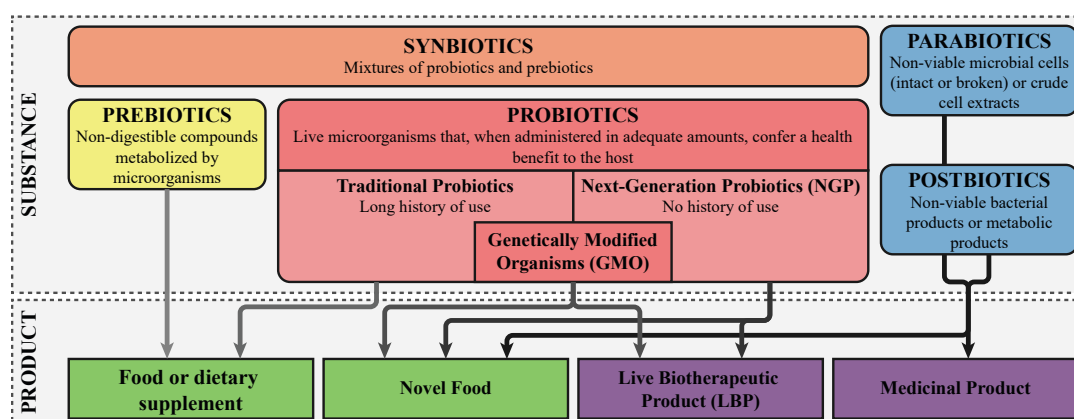 SUBSTANCE
SYNBIOTICS
Mixtures of probiotics and prebiotics
PARABIOTICS
Non-viable microbial cells
(intact or broken) or crude
cell extracts
PREBIOTICS
Non-digestible compounds
metabolized by
microorganisms
PROBIOTICS
Live microorganisms that, when administered in adequate amounts, confer a health
benefit to the host
Traditional Probiotics
Long history of use
Next-Generation Probiotics (NGP)
No history of use
Genetically Modified
Organisms (GMO)
POSTBIOTICS
Non-viable bacterial
products or metabolic
products
PRODUCT
Food or dietary
supplement
Novel Food
Live Biotherapeutic
Product (LBP)
Medicinal Product